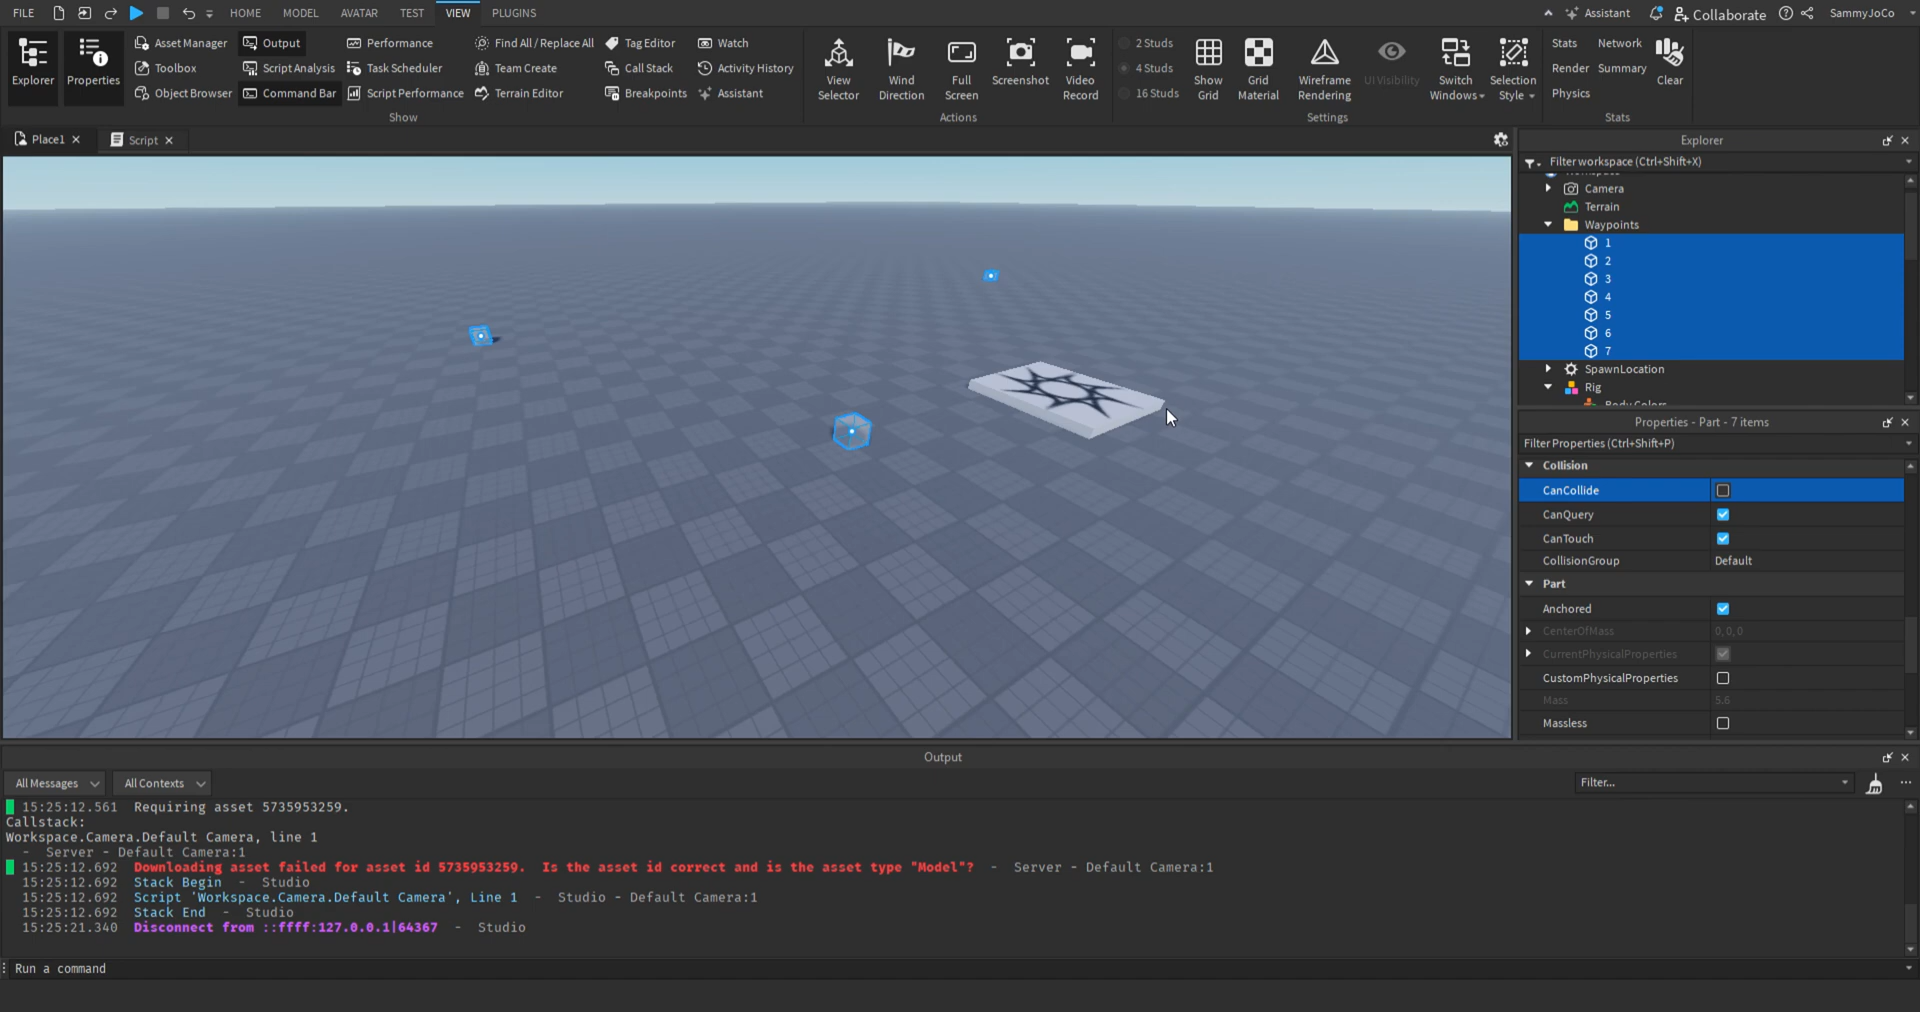 FILE HOME MODEL AVATAR TEST VIEW PLUGINS Assistant Collaborate SammyJoCo
Explorer
Properties
Asset Manager
Toolbox
Object Browser
Output
Script Analysis
Command Bar
Performance
Task Scheduler
Script Performance
Find All / Replace All
Team Create
Terrain Editor
Tag Editor
Call Stack
Breakpoints
Watch
Activity History
Assistant
Show
View
Selector
Wind
Direction
Full
Screen
Screenshot
Video
Record
Actions
2 Studs
4 Studs
16 Studs
Show
Grid
Grid
Material
Wireframe
Rendering
UI Visibility
Switch
Windows
Selection
Style
Settings
Stats
Render
Physics
Network
Summary
Clear
Stats
Place1
Script
Explorer
Filter workspace (Ctrl+Shift+X)
Workspace
Camera
Terrain
Waypoints
1
2
3
4
5
6
7
SpawnLocation
Rig
Body Colors
Properties - Part - 7 items
Filter Properties (Ctrl+Shift+P)
Collision
CanCollide
CanQuery
CanTouch
CollisionGroup Default
Part
Anchored
CenterOfMass 0, 0, 0
CurrentPhysicalProperties
CustomPhysicalProperties
Mass 5.6
Massless
Output
All Messages All Contexts Filter...
15:25:12.561 Requiring asset 5735953259.
Callstack:
Workspace.Camera.Default Camera, line 1
- Server - Default Camera:1
15:25:12.692 Downloading asset failed for asset id 5735953259. Is the asset id correct and is the asset type "Model"? - Server - Default Camera:1
15:25:12.692 Stack Begin - Studio
15:25:12.692 Script 'Workspace.Camera.Default Camera', Line 1 - Studio - Default Camera:1
15:25:12.692 Stack End - Studio
15:25:21.340 Disconnect from ::ffff:127.0.0.1|64367 - Studio
Run a command